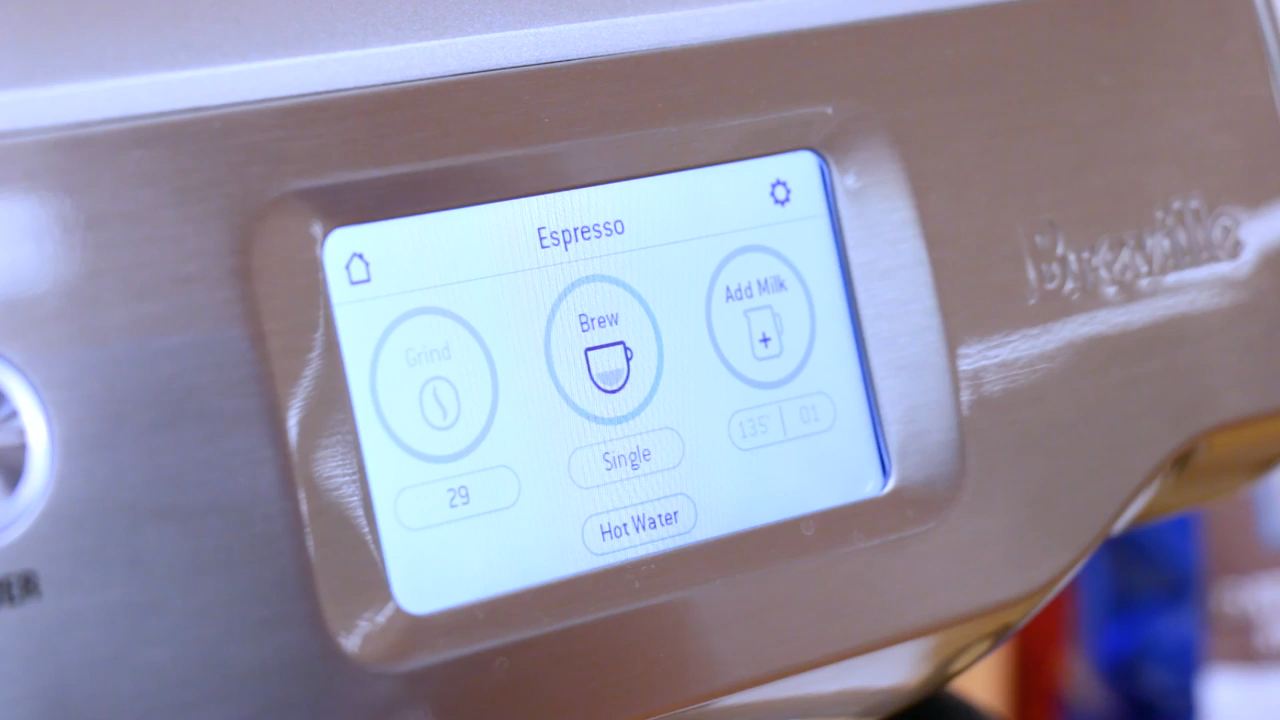 Espresso
Grind
Brew
Add Milk
29
Single
135° | 01
Hot Water
Breville